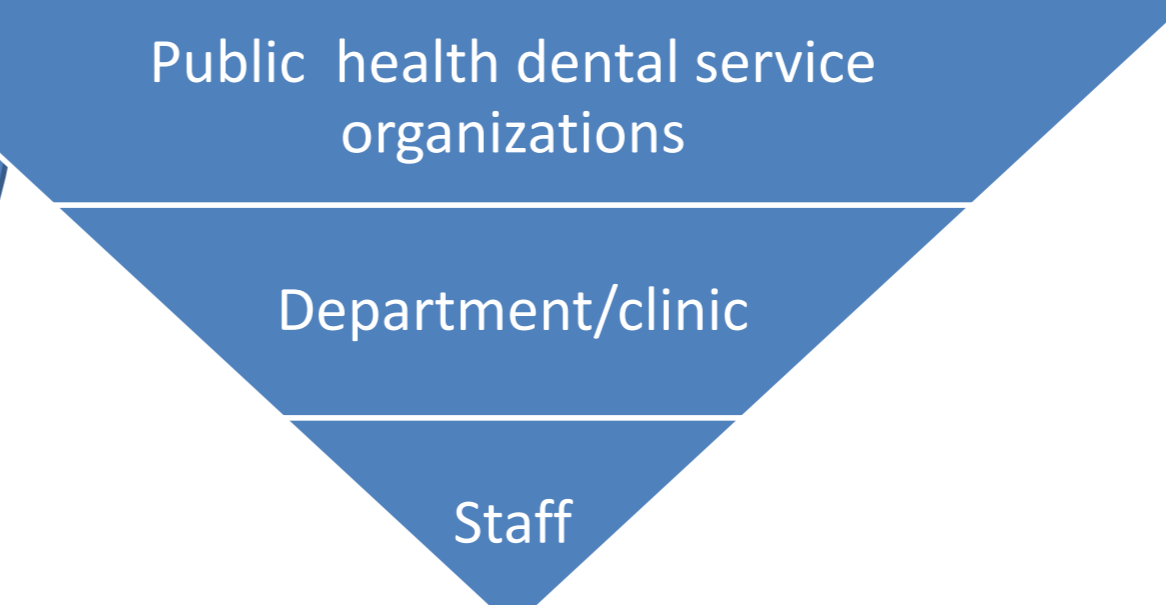 Public  health dental service
organizations
Department/clinic
Staff